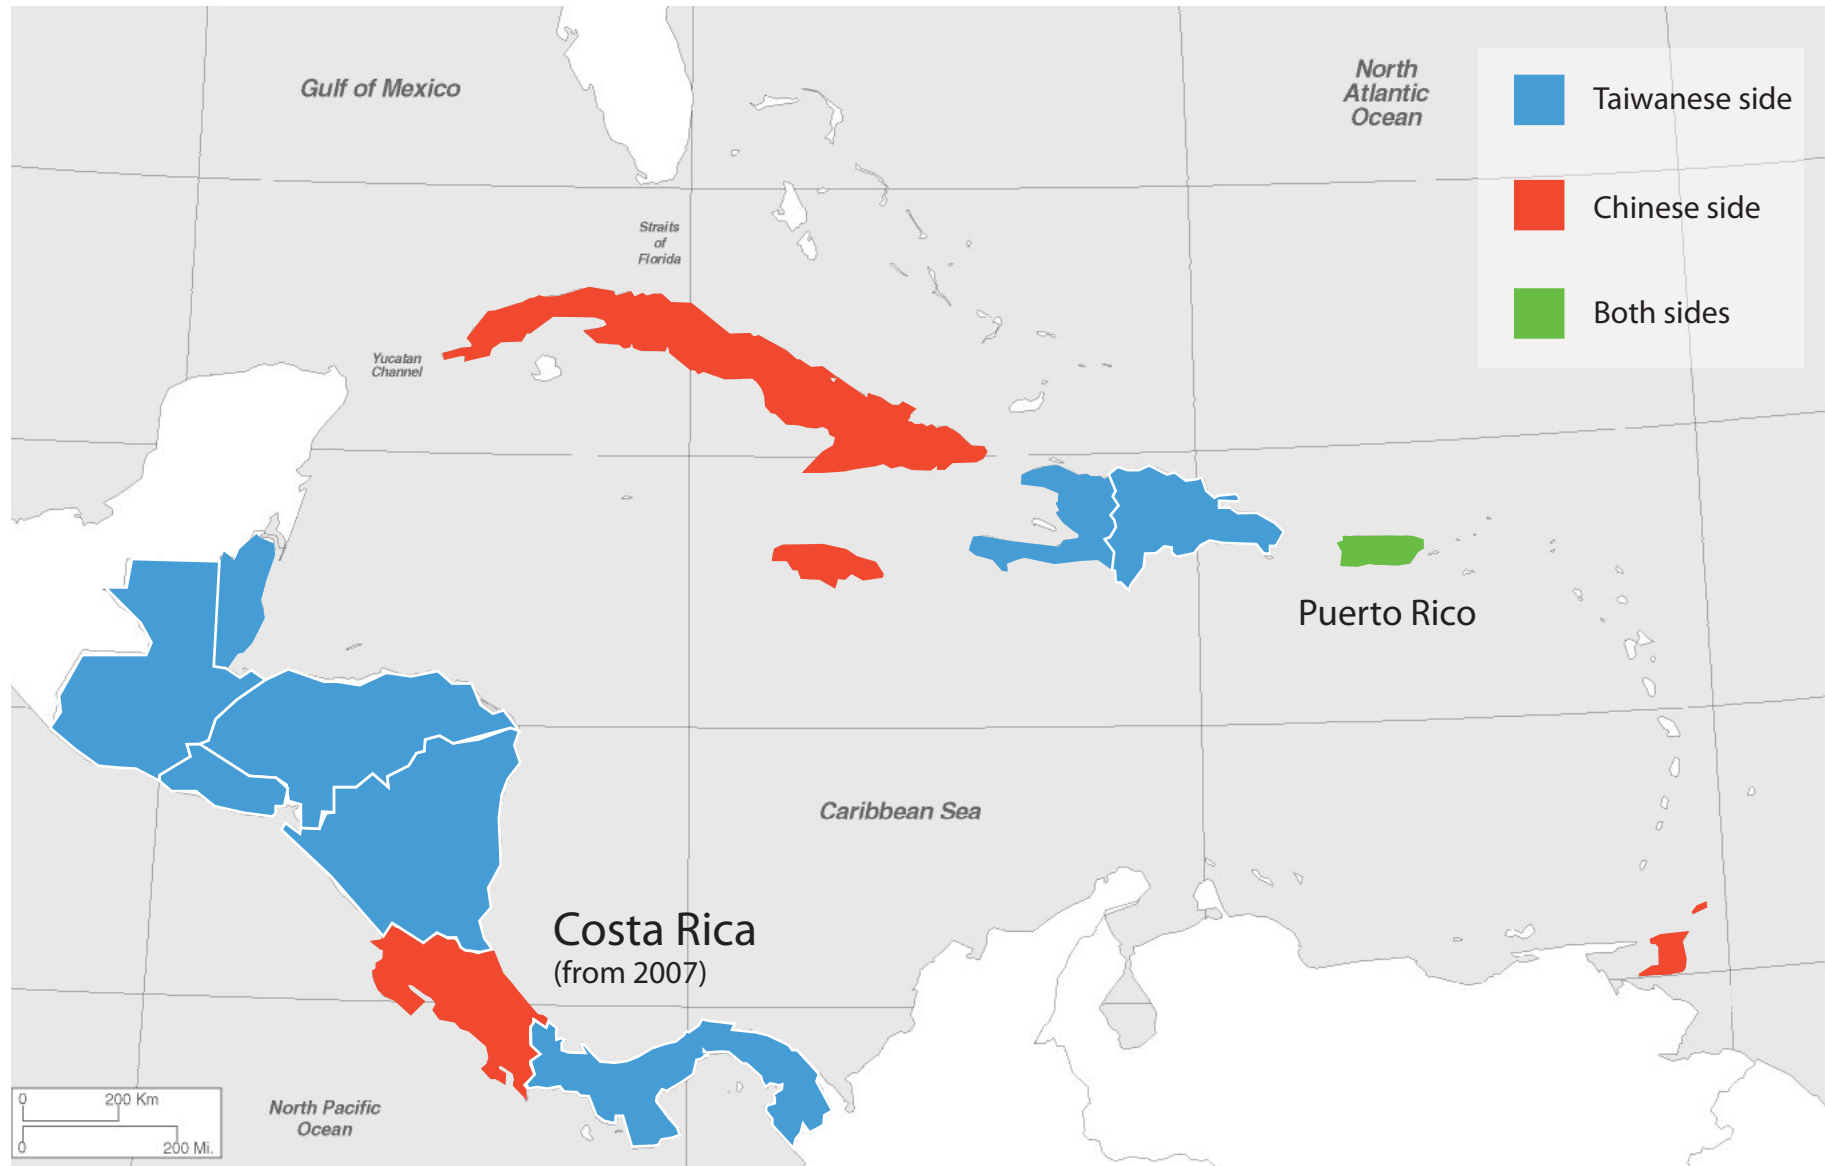 Gulf of Mexico
North
Atlantic
Ocean
Taiwanese side
Chinese side
Both sides
Straits
of
Florida
Yucatan
Channel
Puerto Rico
Caribbean Sea
Costa Rica
(from 2007)
North Pacific
Ocean
0 200 Km
0 200 Mi.